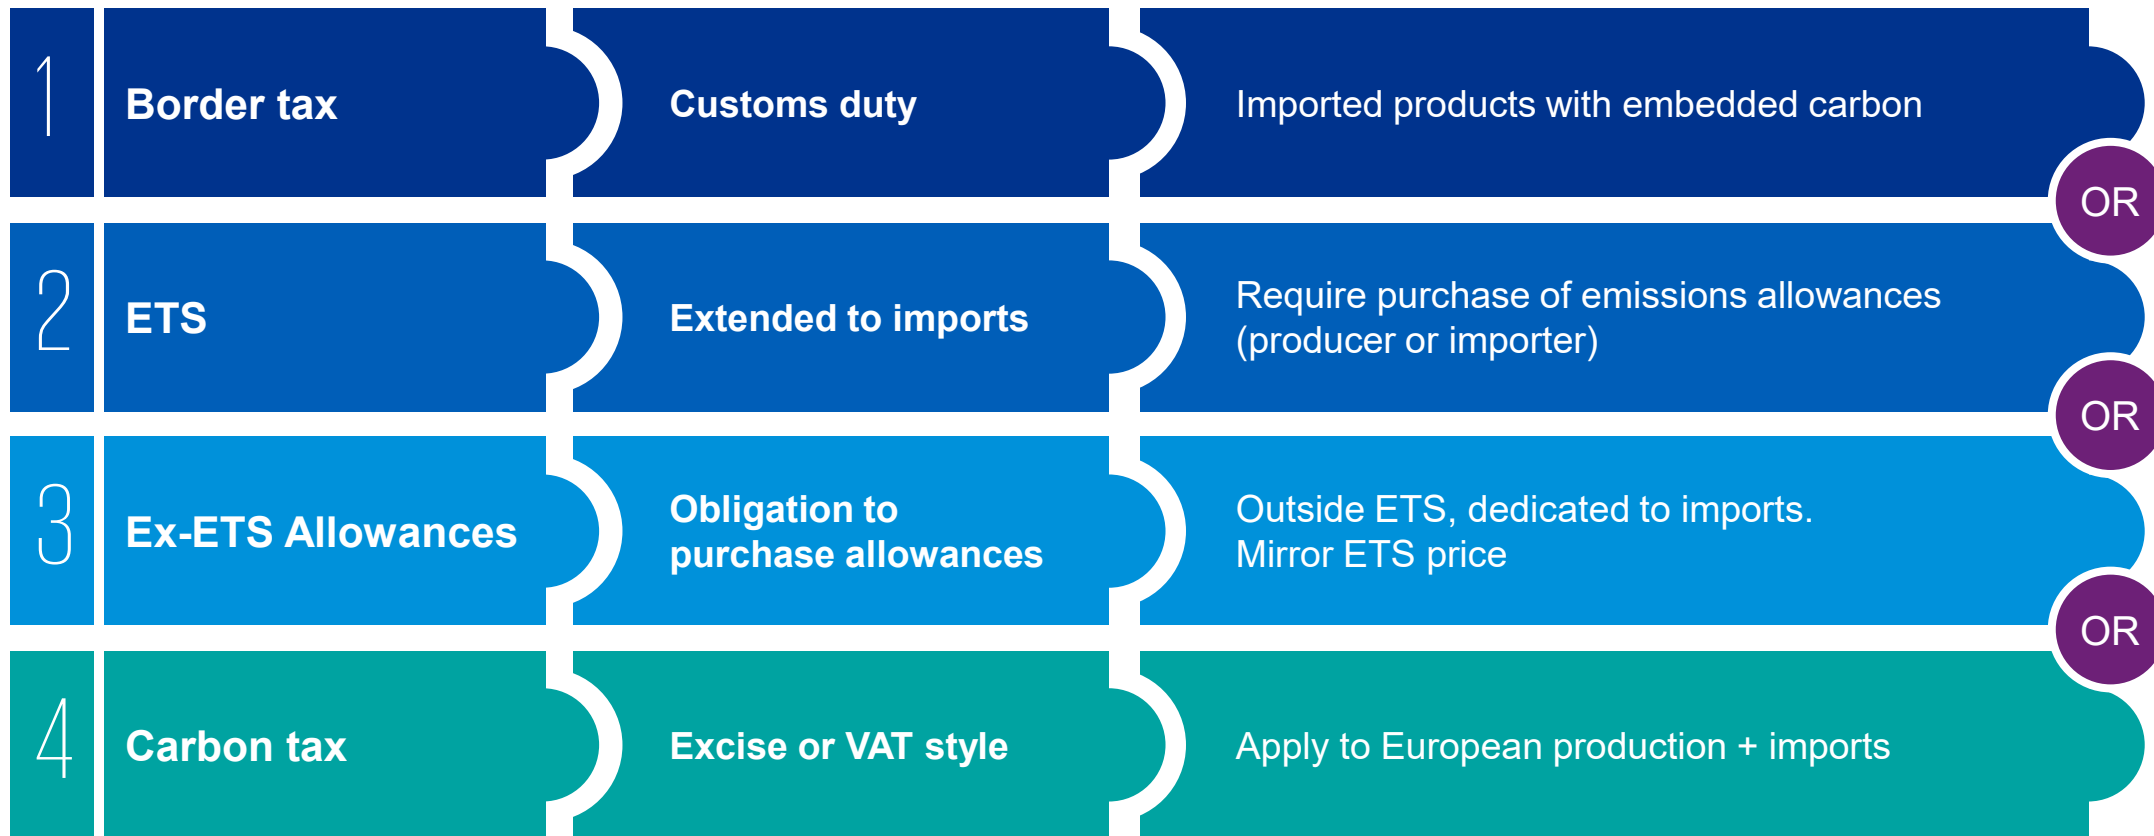 1
Border tax
Customs duty
Imported products with embedded carbon
OR
2
ETS
Extended to imports
Require purchase of emissions allowances
(producer or importer)
OR
3
Ex-ETS Allowances
Obligation to
purchase allowances
Outside ETS, dedicated to imports.
Mirror ETS price
OR
4
Carbon tax
Excise or VAT style
Apply to European production + imports